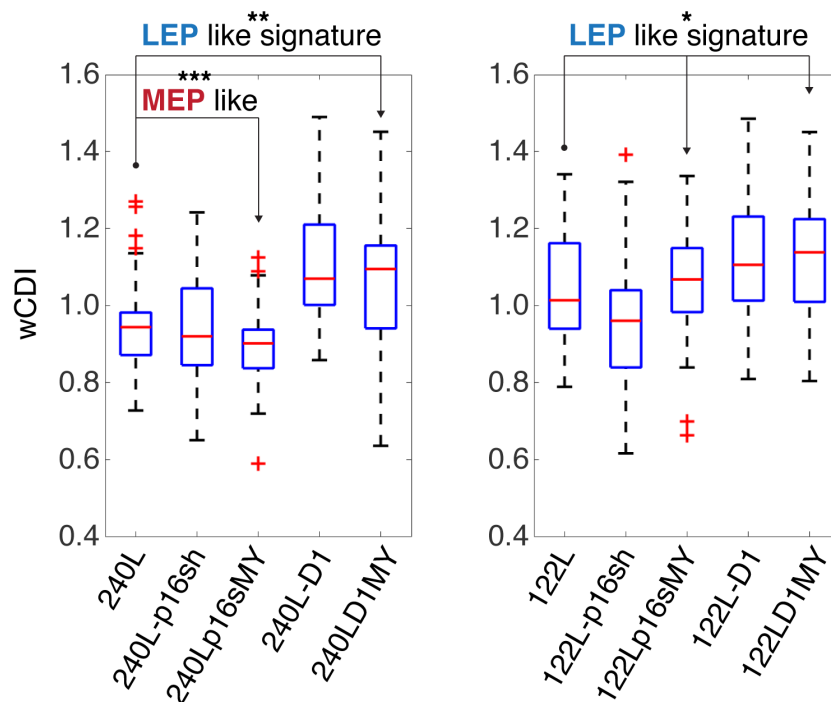 **
LEP like signature
***
MEP like
wCDI
1.6
1.4
1.2
1.0
0.8
0.6
0.4
240L
240L-p16sh
240Lp16sMY
240L-D1
240LD1MY
*
LEP like signature
1.6
1.4
1.2
1.0
0.8
0.6
0.4
122L
122L-p16sh
122Lp16sMY
122L-D1
122LD1MY